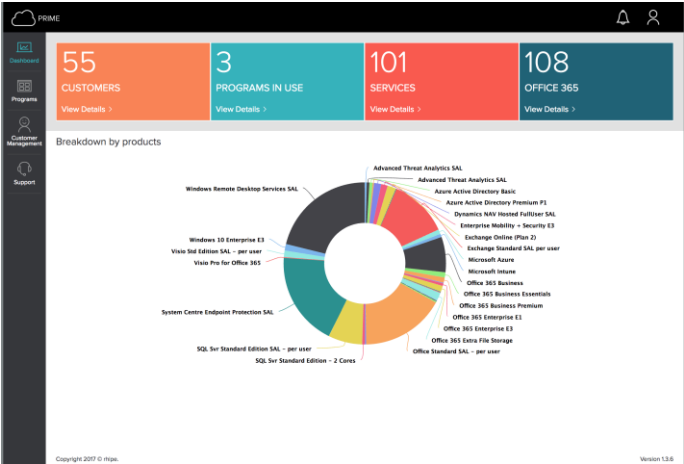 PRIME
Dashboard
Programs
Customer
Management
Support
55
CUSTOMERS
View Details >
3
PROGRAMS IN USE
View Details >
101
SERVICES
View Details >
108
OFFICE 365
View Details >
Breakdown by products
Advanced Threat Analytics SAL
Advanced Threat Analytics SAL
Azure Active Directory Basic
Azure Active Directory Premium P1
Dynamics NAV Hosted FullUser SAL
Enterprise Mobility + Security E3
Exchange Online (Plan 2)
Exchange Standard SAL per user
Microsoft Azure
Microsoft Intune
Office 365 Business
Office 365 Business Essentials
Office 365 Business Premium
Office 365 Enterprise E1
Office 365 Enterprise E3
Office 365 Extra File Storage
Office Standard SAL - per user
SQL Svr Standard Edition - 2 Cores
SQL Svr Standard Edition SAL - per user
System Centre Endpoint Protection SAL
Visio Pro for Office 365
Visio Std Edition SAL - per user
Windows 10 Enterprise E3
Windows Remote Desktop Services SAL
Copyright 2017 © rhipe.
Version 1.3.6